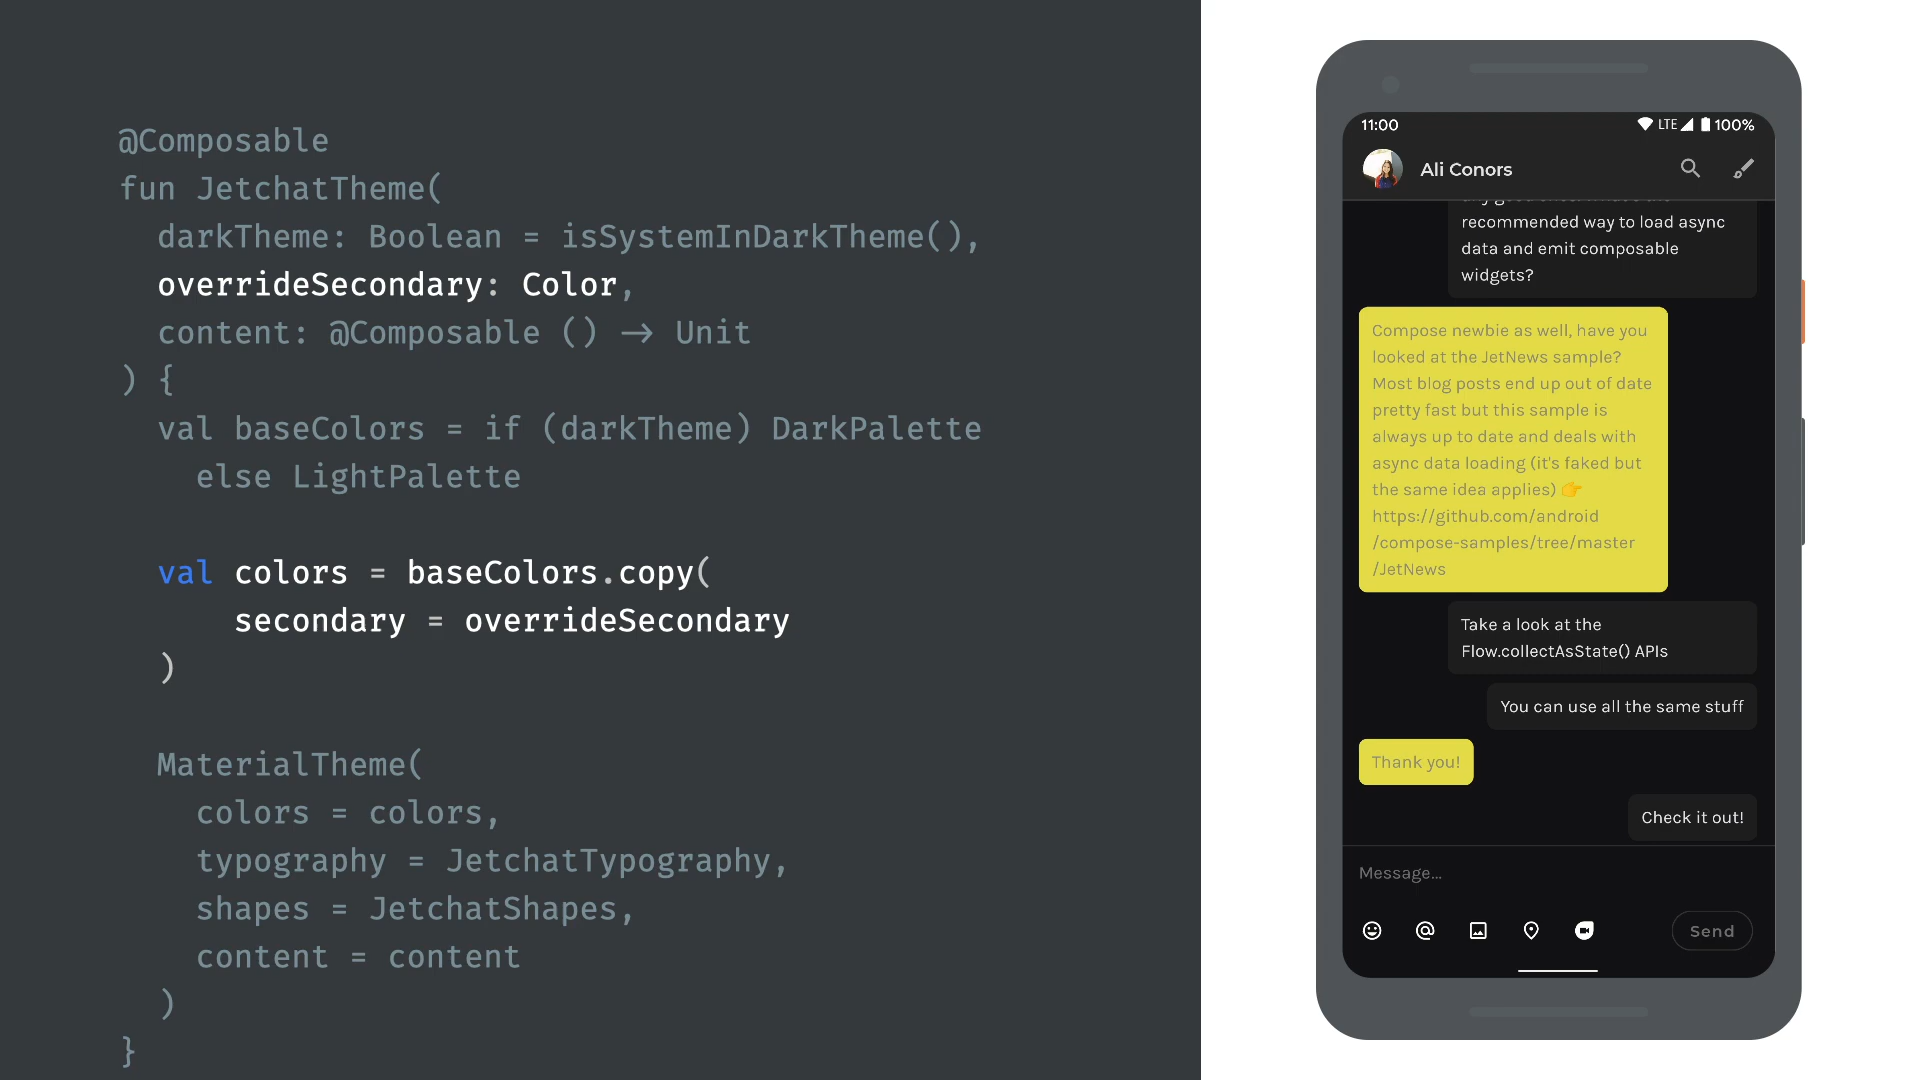 @Composable
fun JetchatTheme(
darkTheme: Boolean = isSystemInDarkTheme(),
overrideSecondary: Color,
content: @Composable () -> Unit
) {
val baseColors = if (darkTheme) DarkPalette
else LightPalette
val colors = baseColors.copy(
secondary = overrideSecondary
)
MaterialTheme(
colors = colors,
typography = JetchatTypography,
shapes = JetchatShapes,
content = content
)
}
11:00 LTE 100%
Ali Conors
recommended way to load async
data and emit composable
widgets?
Compose newbie as well, have you
looked at the JetNews sample?
Most blog posts end up out of date
pretty fast but this sample is
always up to date and deals with
async data loading (it's faked but
the same idea applies) 👉
https://github.com/android
/compose-samples/tree/master
/JetNews
Take a look at the
Flow.collectAsState() APIs
You can use all the same stuff
Thank you!
Check it out!
Message...
Send